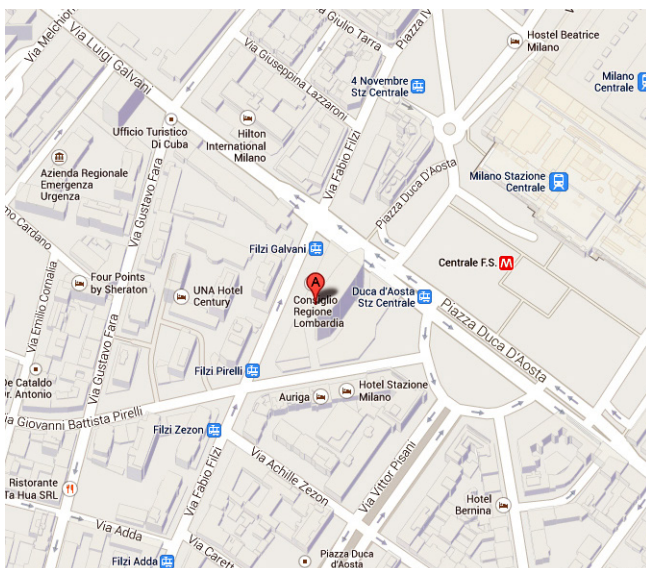 Via Melchior
Via Giulio Tarra
Piazza IV
Via Luigi Galvani
Via Giuseppina Lazzaroni
Hostel Beatrice
Milano
4 Novembre
Stz Centrale
Milano
Centrale
Ufficio Turistico
Di Cuba
Hilton
International
Milano
Via Fabio Filzi
Azienda Regionale
Emergenza
Urgenza
Via Gustavo Fara
Piazza Duca D'Aosta
Milano Stazione
Centrale
mo Cardano
Filzi Galvani
Centrale F.S.
M
Four Points
by Sheraton
UNA Hotel
Century
A
Consiglio
Regione
Lombardia
Duca d'Aosta
Stz Centrale
Via Emilio Cornalia
Via Gustavo Fara
Piazza Duca D'Aosta
De Cataldo
Dr. Antonio
Filzi Pirelli
Auriga
Hotel Stazione
Milano
Via Giovanni Battista Pirelli
Filzi Zezon
Via Fabio Filzi
Via Achille Zezon
Via Vittor Pisani
Ristorante
Ta Hua SRL
Hotel
Bernina
Via Adda
Filzi Adda
Via Carett
Piazza Duca
d'Aosta